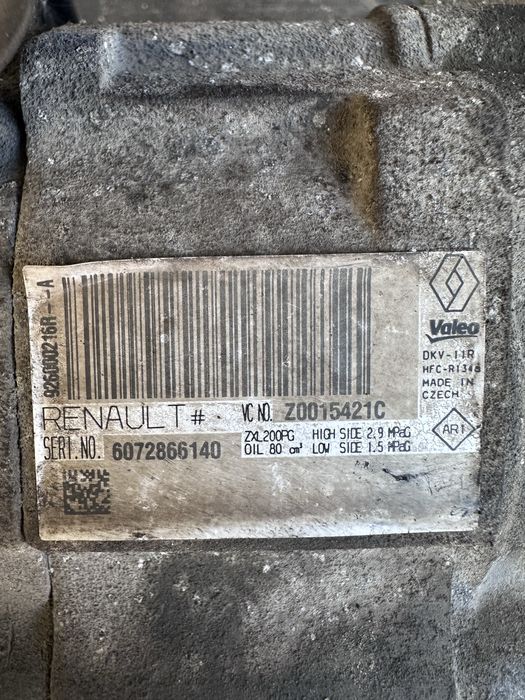 926000216R--A
Valeo
DKV-11R
HFC-R134a
MADE IN
CZECH
RENAULT # VC NO. Z0015421C
SERI.NO. 6072866140
ZXL200PG HIGH SIDE 2.9 MPaG
OIL 80 cm³ LOW SIDE 1.5 MPaG
AR1